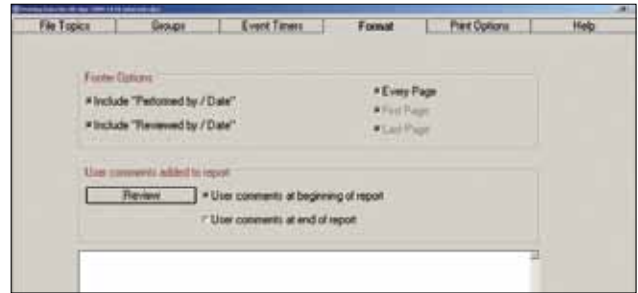 File Topics Groups Event Timers Format Print Options Help
Footer Options
Include "Performed by / Date"
Include "Reviewed by / Date"
Every Page
First Page
Last Page
User comments added to report
Review
User comments at beginning of report
User comments at end of report